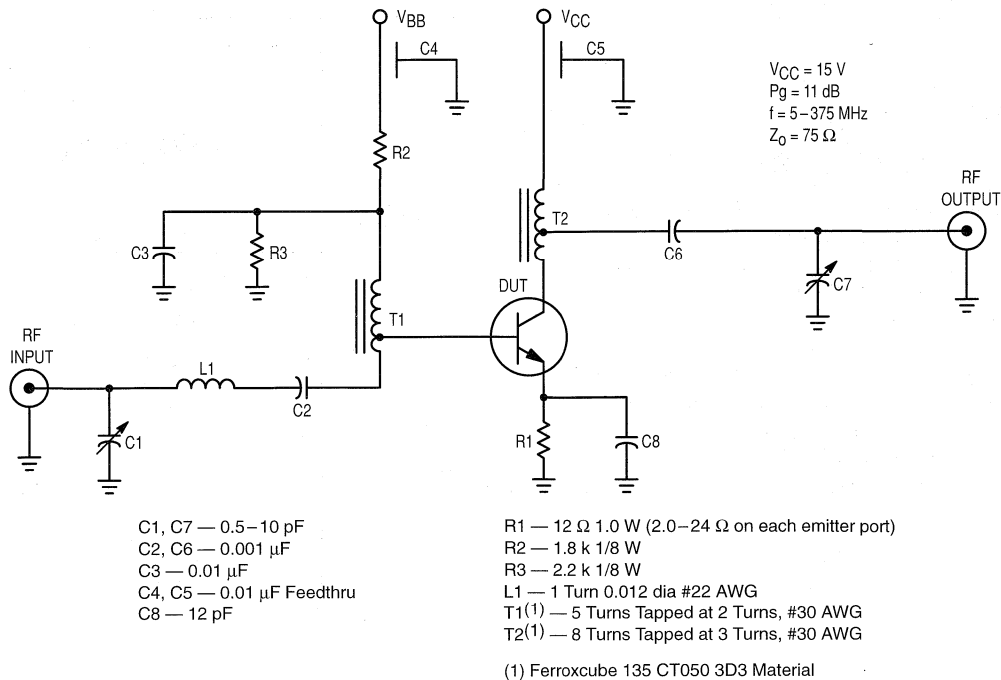 VBB
VCC
C4
C5
VCC = 15 V
Pg = 11 dB
f = 5–375 MHz
Zo = 75 Ω
R2
RF
OUTPUT
T2
C3
R3
C6
C7
DUT
T1
RF
INPUT
L1
C2
C1
R1
C8
C1, C7 — 0.5–10 pF
C2, C6 — 0.001 μF
C3 — 0.01 μF
C4, C5 — 0.01 μF Feedthru
C8 — 12 pF
R1 — 12 Ω 1.0 W (2.0–24 Ω on each emitter port)
R2 — 1.8 k 1/8 W
R3 — 2.2 k 1/8 W
L1 — 1 Turn 0.012 dia #22 AWG
T1(1) — 5 Turns Tapped at 2 Turns, #30 AWG
T2(1) — 8 Turns Tapped at 3 Turns, #30 AWG
(1) Ferroxcube 135 CT050 3D3 Material